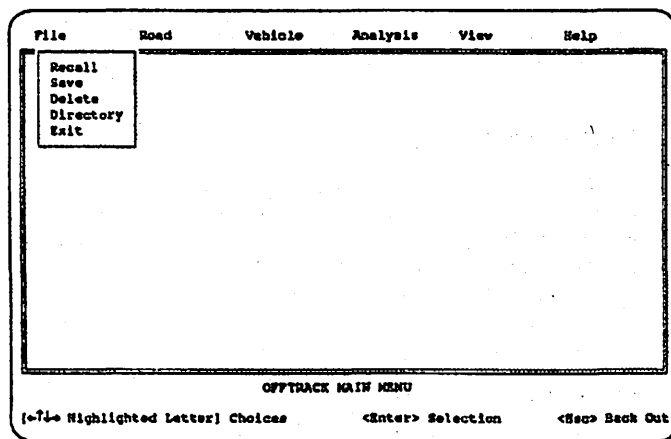 File Road Vehicle Analysis View Help
Recall
Save
Delete
Directory
Exit
OFFTRACK MAIN MENU
[←↑↓→ Highlighted Letter] Choices <Enter> Selection <Esc> Back Out